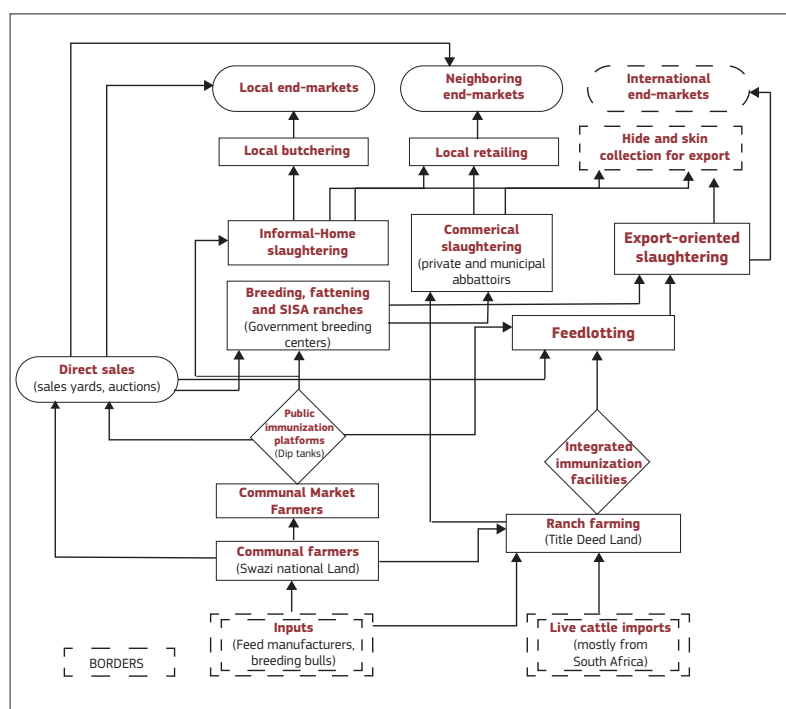 Local end-markets
Neighboring
end-markets
International
end-markets
Local butchering
Local retailing
Hide and skin
collection for export
Informal-Home
slaughtering
Commerical
slaughtering
(private and municipal
abbattoirs
Export-oriented
slaughtering
Breeding, fattening
and SISA ranches
(Government breeding
centers)
Feedlotting
Direct sales
(sales yards, auctions)
Public
immunization
platforms
(Dip tanks)
Integrated
immunization
facilities
Communal Market
Farmers
Ranch farming
(Title Deed Land)
Communal farmers
(Swazi national Land)
Inputs
(Feed manufacturers,
breeding bulls)
Live cattle imports
(mostly from
South Africa)
BORDERS